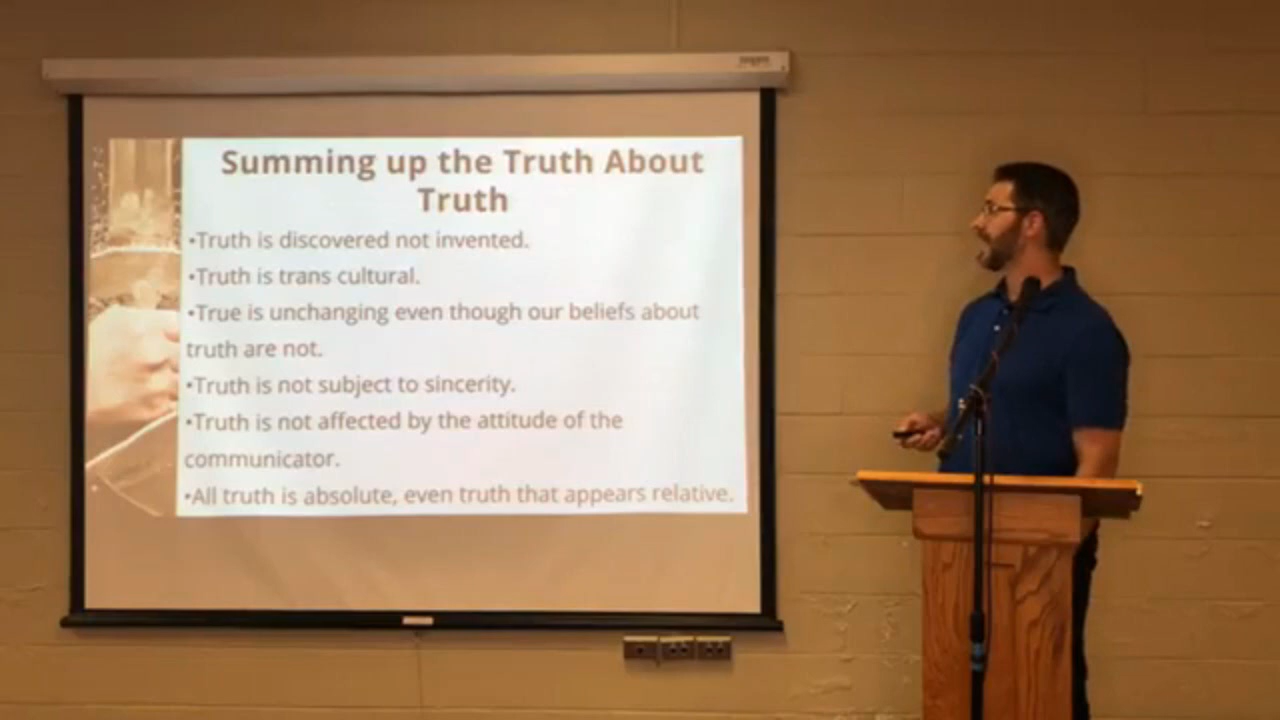 Summing up the Truth About
Truth
•Truth is discovered not invented.
•Truth is trans cultural.
•True is unchanging even though our beliefs about
truth are not.
•Truth is not subject to sincerity.
•Truth is not affected by the attitude of the
communicator.
•All truth is absolute, even truth that appears relative.